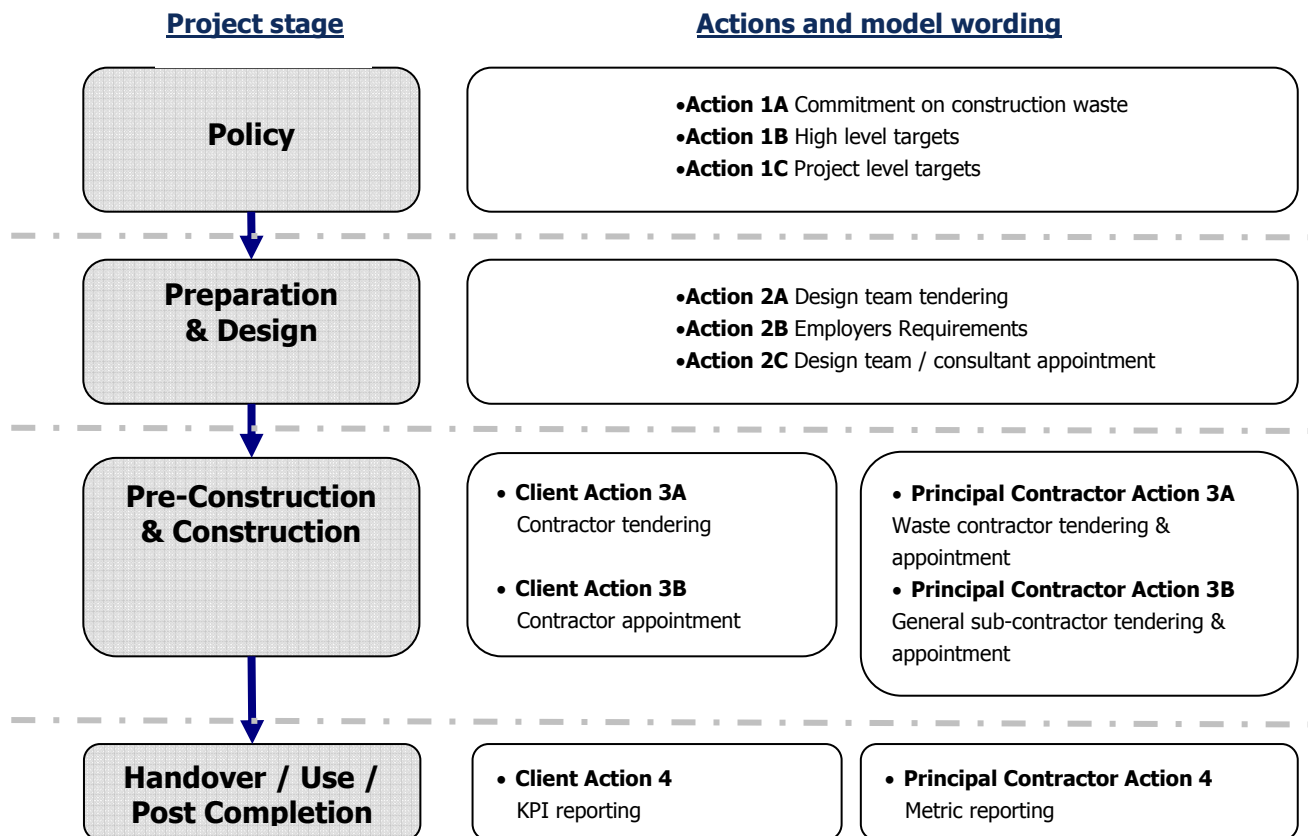 Project stage
Actions and model wording
Policy
•Action 1A Commitment on construction waste
•Action 1B High level targets
•Action 1C Project level targets
Preparation
& Design
•Action 2A Design team tendering
•Action 2B Employers Requirements
•Action 2C Design team / consultant appointment
Pre-Construction
& Construction
• Client Action 3A
Contractor tendering
• Client Action 3B
Contractor appointment
• Principal Contractor Action 3A
Waste contractor tendering &
appointment
• Principal Contractor Action 3B
General sub-contractor tendering &
appointment
Handover / Use /
Post Completion
• Client Action 4
KPI reporting
• Principal Contractor Action 4
Metric reporting